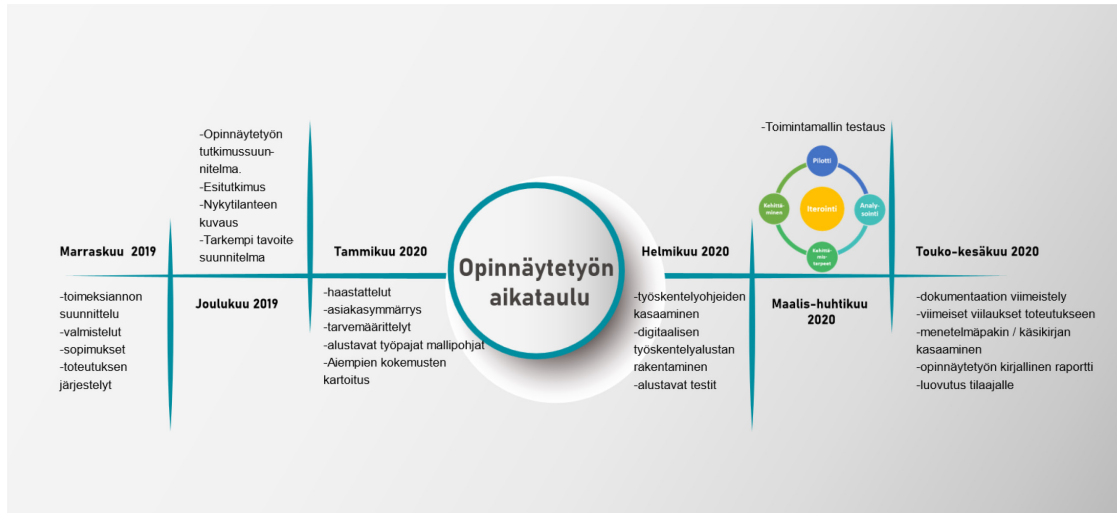 Marraskuu 2019
-toimeksiannon
suunnittelu
-valmistelut
-sopimukset
-toteutuksen
järjestelyt
-Opinnäytetyön
tutkimussuun-
nitelma.
-Esitutkimus
-Nykytilanteen
kuvaus
-Tarkempi tavoite
suunnitelma
Joulukuu 2019
Tammikuu 2020
-haastattelut
-asiakasymmärrys
-tarvemäärittelyt
-alustavat työpajat mallipohjat
-Aiempien kokemusten
kartoitus
Opinnäytetyön
aikataulu
Helmikuu 2020
-työskentelyohjeiden
kasaaminen
-digitaalisen
työskentelyalustan
rakentaminen
-alustavat testit
-Toimintamallin testaus
Pilotti
Kehittä-
minen
Iterointi
Analy-
sointi
Kehittä-
mis-
tarpeet
Maalis-huhtikuu
2020
Touko-kesäkuu 2020
-dokumentaation viimeistely
-viimeiset viilaukset toteutukseen
-menetelmäpakin / käsikirjan
kasaaminen
-opinnäytetyön kirjallinen raportti
-luovutus tilaajalle